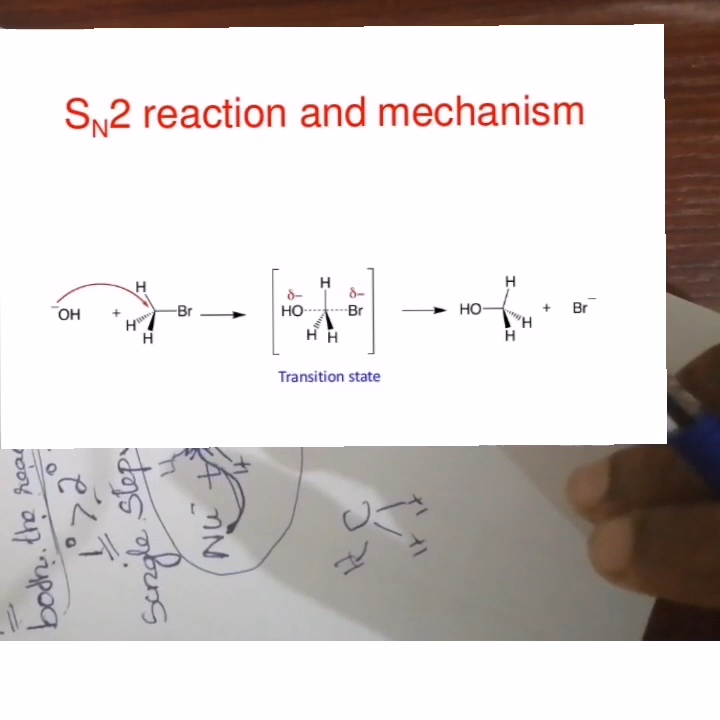 SN2 reaction and mechanism
H
δ− H δ−
H
⁻OH + Br HO Br HO + Br⁻
H H H
H H H H
Transition state
both the
1° > 2°
single step
Nu
H C H
H